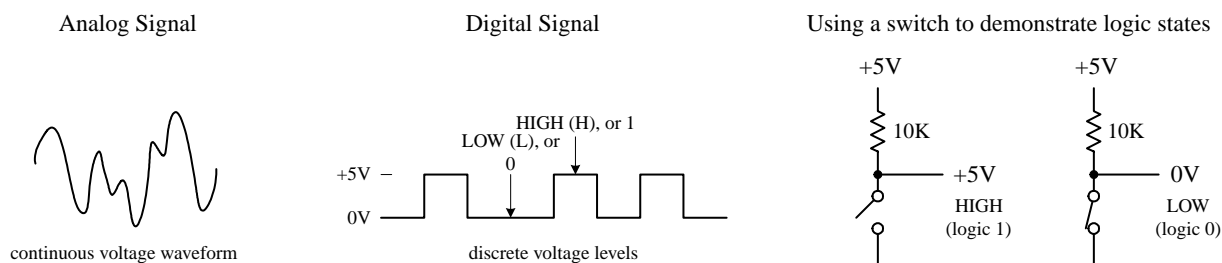 Analog Signal
continuous voltage waveform
Digital Signal
HIGH (H), or 1
LOW (L), or
0
+5V
0V
discrete voltage levels
Using a switch to demonstrate logic states
+5V
10K
+5V
HIGH
(logic 1)
+5V
10K
0V
LOW
(logic 0)